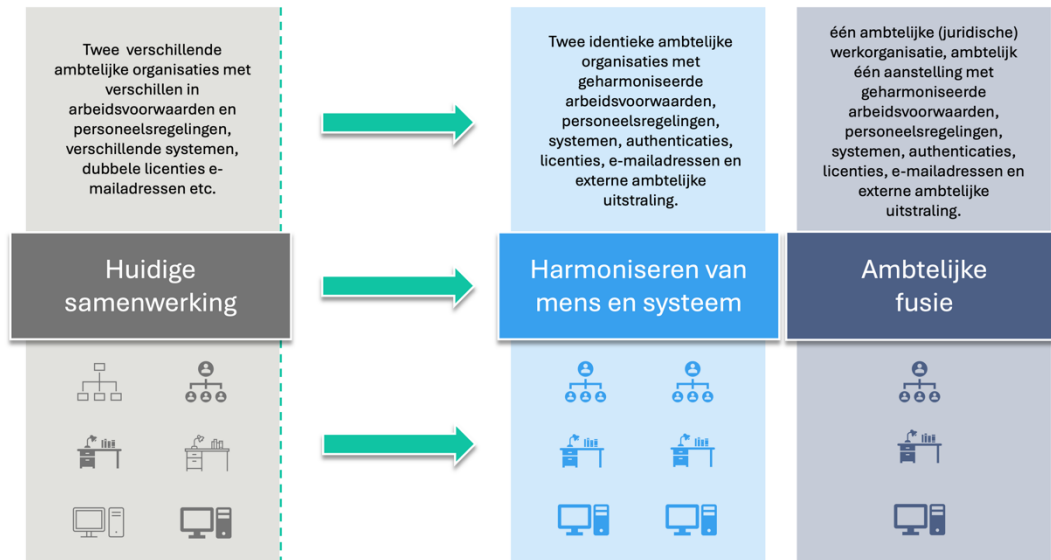 Twee verschillende
ambtelijke organisaties met
verschillen in
arbeidsvoorwaarden en
personeelsregelingen,
verschillende systemen,
dubbele licenties e-
mailadressen etc.
Huidige
samenwerking
Twee identieke ambtelijke
organisaties met
geharmoniseerde
arbeidsvoorwaarden,
personeelsregelingen,
systemen, authenticaties,
licenties, e-mailadressen en
externe ambtelijke
uitstraling.
Harmoniseren van
mens en systeem
één ambtelijke (juridische)
werkorganisatie, ambtelijk
één aanstelling met
geharmoniseerde
arbeidsvoorwaarden,
personeelsregelingen,
systemen, authenticaties,
licenties, e-mailadressen en
externe ambtelijke
uitstraling.
Ambtelijke
fusie